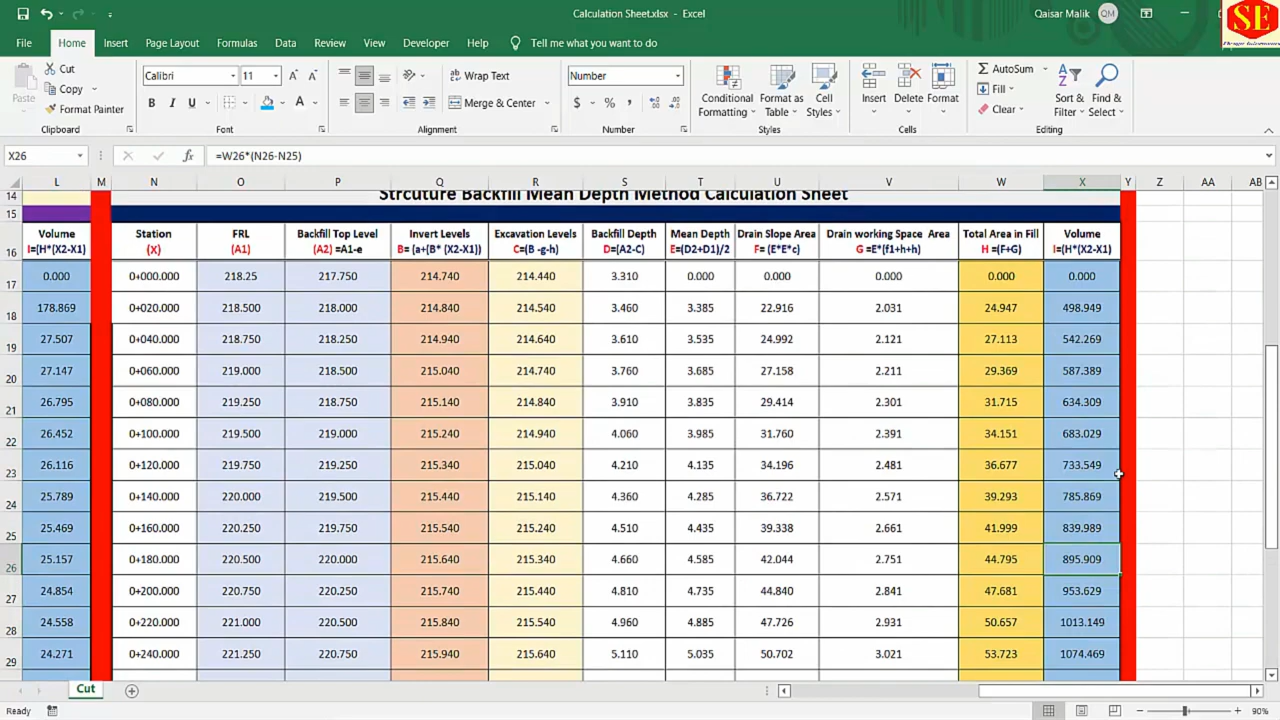 Calculation Sheet.xlsx - Excel
Qaisar Malik
QM
SE
File Home Insert Page Layout Formulas Data Review View Developer Help Tell me what you want to do
Paste
Cut
Copy
Format Painter
Clipboard
Calibri 11
B I U
Font
Wrap Text
Merge & Center
Alignment
Number
$ % ,
Number
Conditional Formatting
Format as Table
Cell Styles
Styles
Insert
Delete
Format
Cells
AutoSum
Fill
Clear
Sort & Filter
Find & Select
Editing
X26 fx =W26*(N26-N25)
L M N O P Q R S T U V W X Y Z AA AB
14 Strcuture Backfill Mean Depth Method Calculation Sheet
15
Volume Station FRL Backfill Top Level Invert Levels Excavation Levels Backfill Depth Mean Depth Drain Slope Area Drain working Space Area Total Area in Fill Volume
16 I=(H*(X2-X1) (X) (A1) (A2) =A1-e B= (a+(B* (X2-X1)) C=(B -g-h) D=(A2-C) E=(D2+D1)/2 F= (E*E*c) G =E*(f1+h+h) H =(F+G) I=(H*(X2-X1)
17 0.000 0+000.000 218.25 217.750 214.740 214.440 3.310 0.000 0.000 0.000 0.000 0.000
18 178.869 0+020.000 218.500 218.000 214.840 214.540 3.460 3.385 22.916 2.031 24.947 498.949
19 27.507 0+040.000 218.750 218.250 214.940 214.640 3.610 3.535 24.992 2.121 27.113 542.269
20 27.147 0+060.000 219.000 218.500 215.040 214.740 3.760 3.685 27.158 2.211 29.369 587.389
21 26.795 0+080.000 219.250 218.750 215.140 214.840 3.910 3.835 29.414 2.301 31.715 634.309
22 26.452 0+100.000 219.500 219.000 215.240 214.940 4.060 3.985 31.760 2.391 34.151 683.029
23 26.116 0+120.000 219.750 219.250 215.340 215.040 4.210 4.135 34.196 2.481 36.677 733.549
24 25.789 0+140.000 220.000 219.500 215.440 215.140 4.360 4.285 36.722 2.571 39.293 785.869
25 25.469 0+160.000 220.250 219.750 215.540 215.240 4.510 4.435 39.338 2.661 41.999 839.989
26 25.157 0+180.000 220.500 220.000 215.640 215.340 4.660 4.585 42.044 2.751 44.795 895.909
27 24.854 0+200.000 220.750 220.250 215.740 215.440 4.810 4.735 44.840 2.841 47.681 953.629
28 24.558 0+220.000 221.000 220.500 215.840 215.540 4.960 4.885 47.726 2.931 50.657 1013.149
29 24.271 0+240.000 221.250 220.750 215.940 215.640 5.110 5.035 50.702 3.021 53.723 1074.469
Cut
Ready
90%